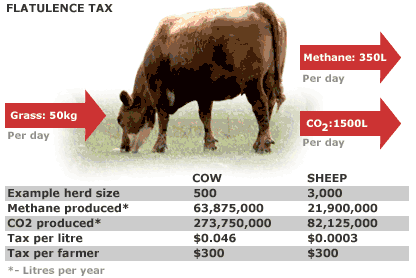 FLATULENCE TAX
Methane: 350L
Per day
Grass: 50kg
Per day
CO2:1500L
Per day
COW SHEEP
Example herd size 500 3,000
Methane produced* 63,875,000 21,900,000
CO2 produced* 273,750,000 82,125,000
Tax per litre $0.046 $0.0003
Tax per farmer $300 $300
*- Litres per year